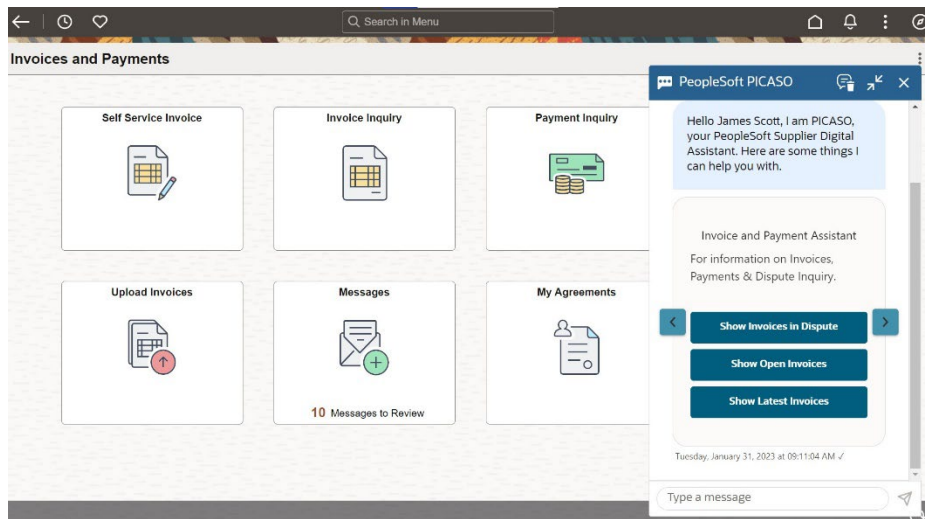 Search in Menu
Invoices and Payments
Self Service Invoice
Invoice Inquiry
Payment Inquiry
Upload Invoices
Messages
10 Messages to Review
My Agreements
PeopleSoft PICASO
Hello James Scott, I am PICASO,
your PeopleSoft Supplier Digital
Assistant. Here are some things I
can help you with.
Invoice and Payment Assistant
For information on Invoices,
Payments & Dispute Inquiry.
Show Invoices in Dispute
Show Open Invoices
Show Latest Invoices
Tuesday, January 31, 2023 at 09:11:04 AM ✓
Type a message